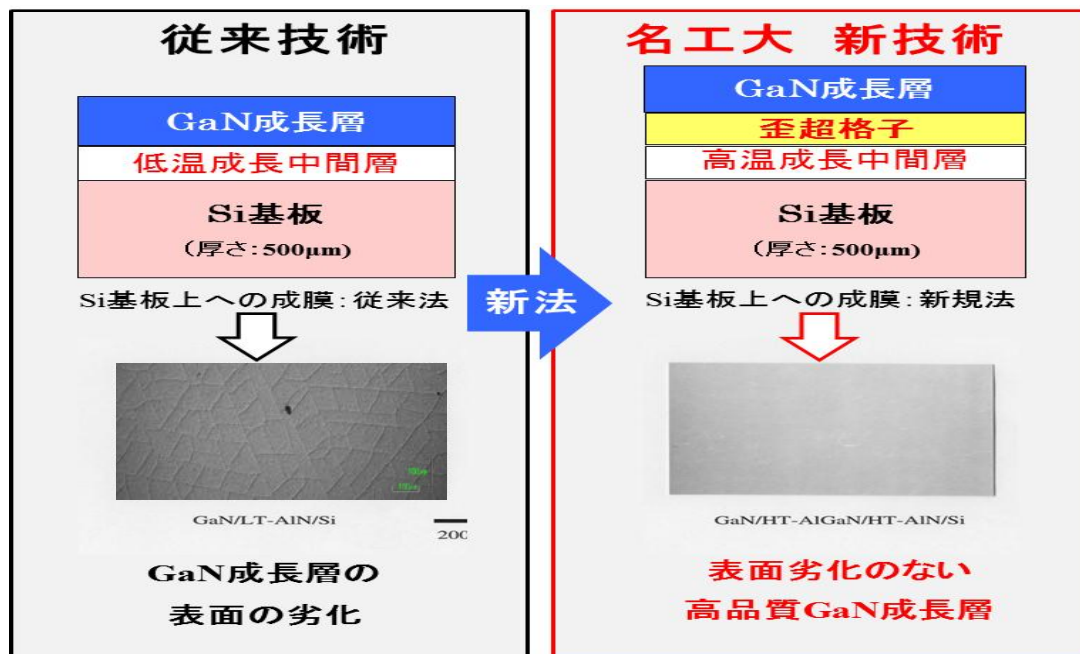 従来技術
GaN成長層
低温成長中間層
Si基板
（厚さ：500μm）
Si基板上への成膜：従来法
GaN/LT-AlN/Si
200
GaN成長層の
表面の劣化
新法
名工大 新技術
GaN成長層
歪超格子
高温成長中間層
Si基板
（厚さ：500μm）
Si基板上への成膜：新規法
GaN/HT-AlGaN/HT-AlN/Si
表面劣化のない
高品質GaN成長層